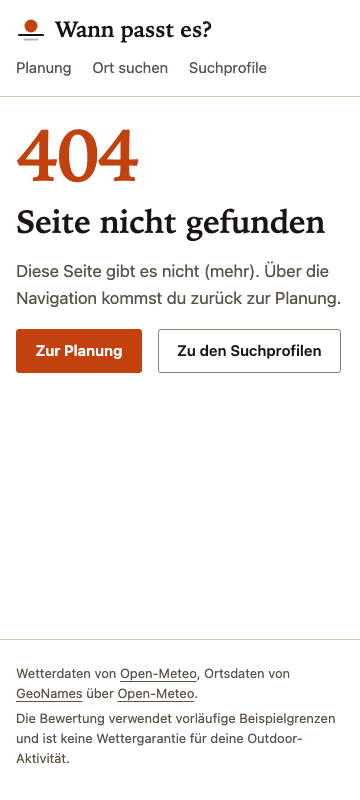 Wann passt es?
Planung Ort suchen Suchprofile
404
Seite nicht gefunden
Diese Seite gibt es nicht (mehr). Über die
Navigation kommst du zurück zur Planung.
Zur Planung Zu den Suchprofilen
Wetterdaten von Open-Meteo, Ortsdaten von
GeoNames über Open-Meteo.
Die Bewertung verwendet vorläufige Beispielgrenzen
und ist keine Wettergarantie für deine Outdoor-
Aktivität.